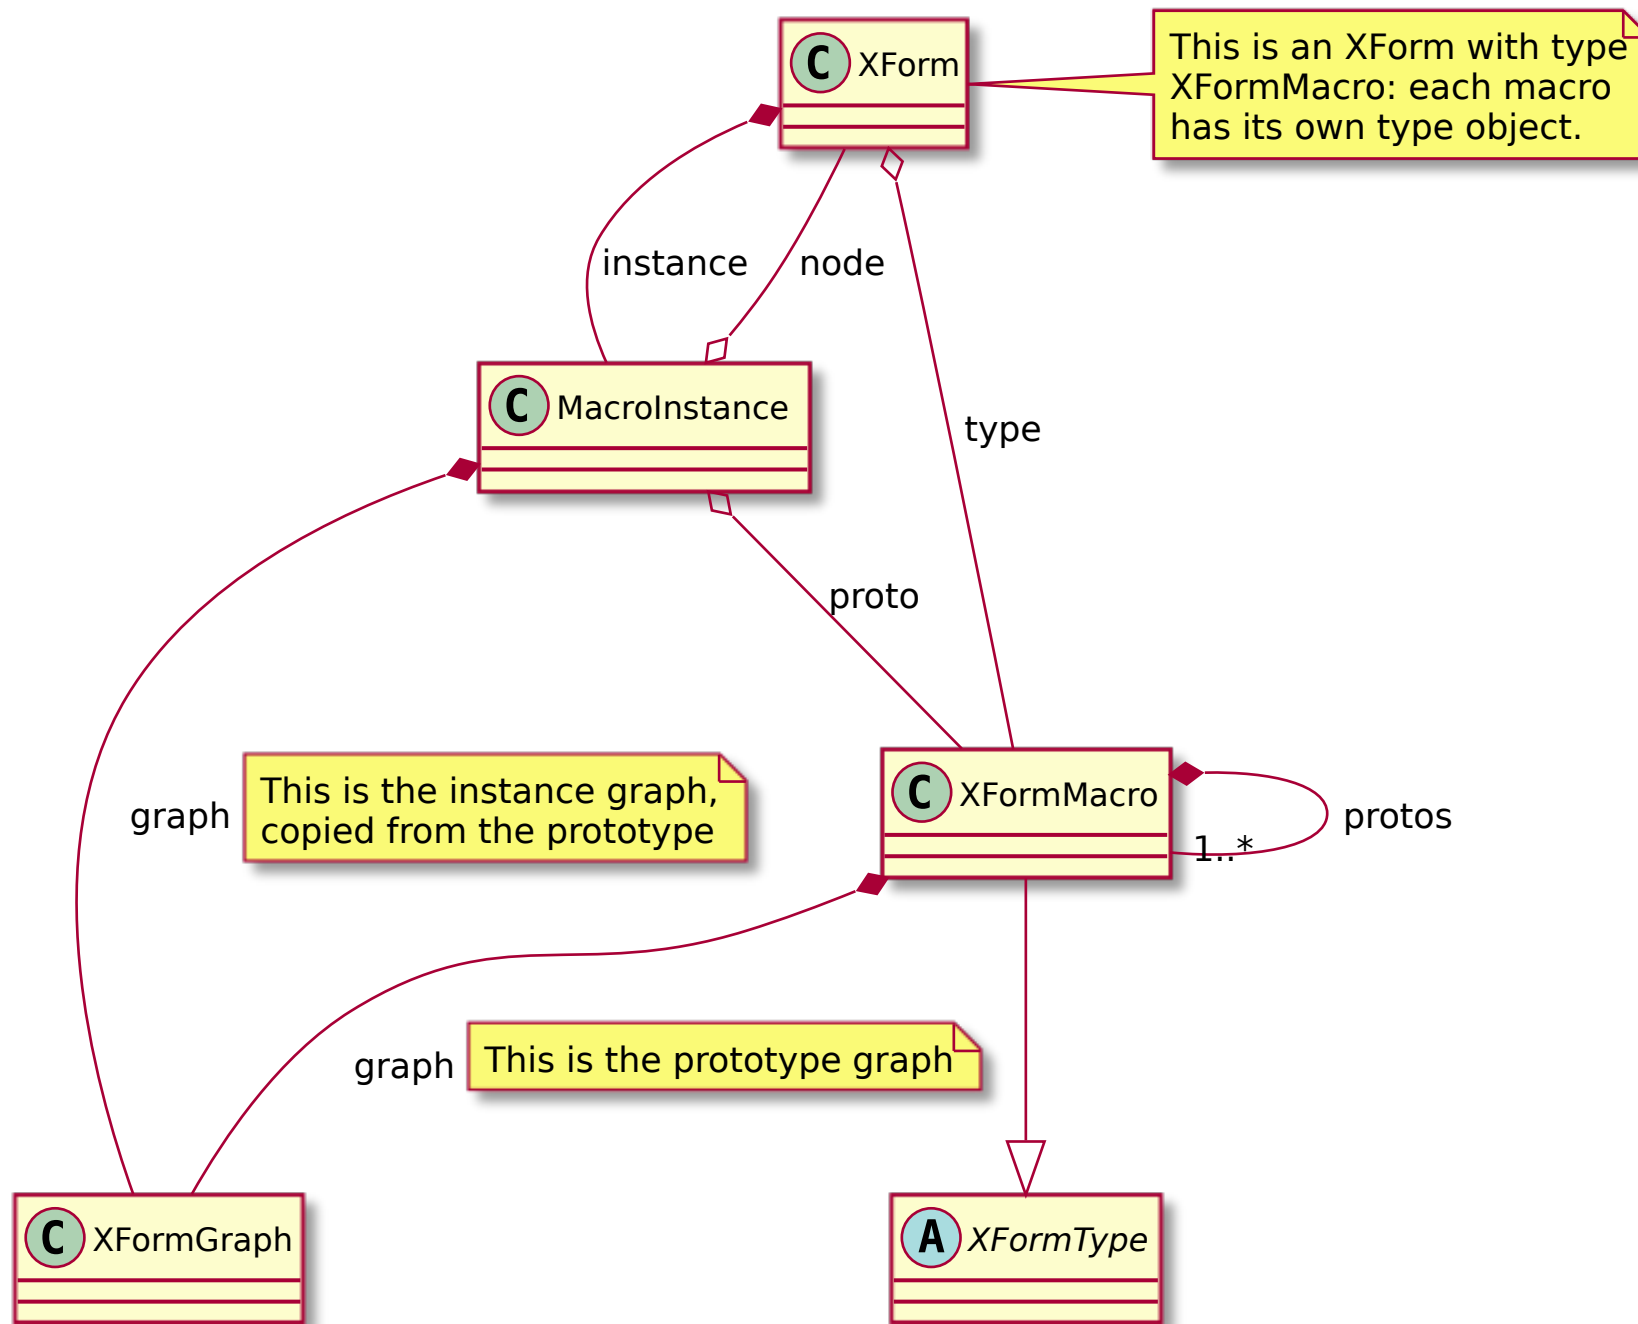 C XForm
This is an XForm with type
XFormMacro: each macro
has its own type object.
instance
node
C MacroInstance
type
proto
C XFormMacro
protos
1..*
graph
This is the instance graph,
copied from the prototype
graph
This is the prototype graph
C XFormGraph
A XFormType